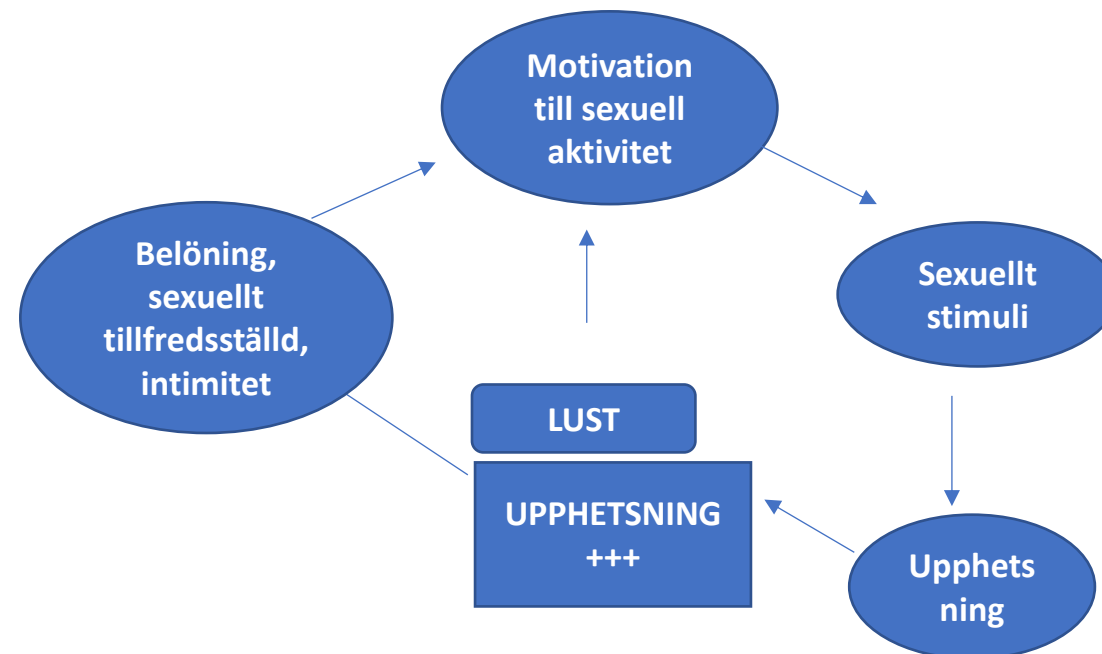 Motivation
till sexuell
aktivitet
Sexuellt
stimuli
Upphets
ning
LUST
UPPHETSNING
+++
Belöning,
sexuellt
tillfredsställd,
intimitet